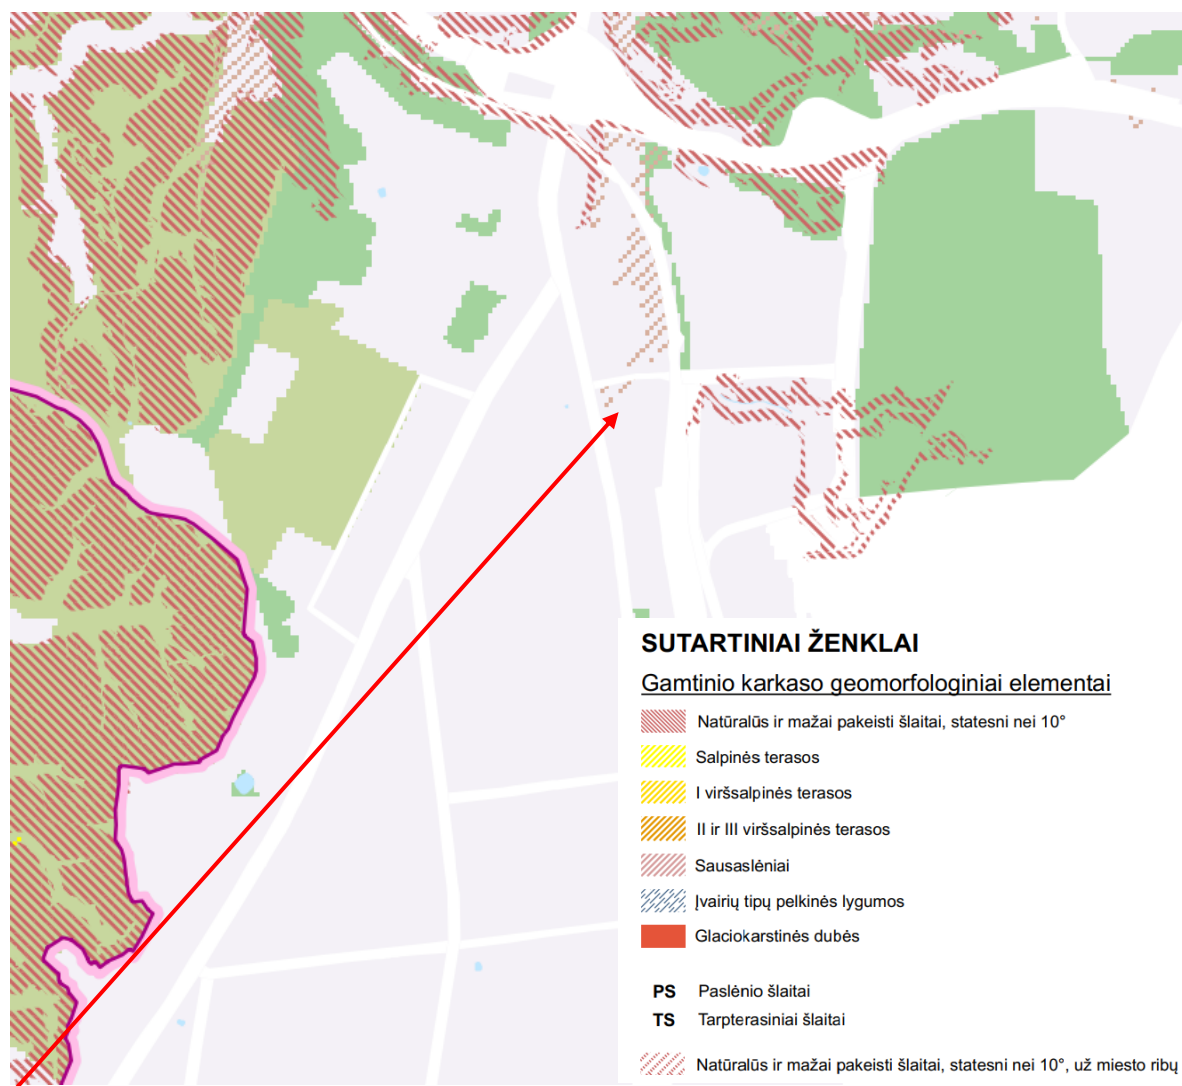 SUTARTINIAI ŽENKLAI
Gamtinio karkaso geomorfologiniai elementai
Natūralūs ir mažai pakeisti šlaitai, statesni nei 10°
Salpinės terasos
I viršsalpinės terasos
II ir III viršsalpinės terasos
Sausaslėniai
Įvairių tipų pelkinės lygumos
Glaciokarstinės dubės
PS Paslėnio šlaitai
TS Tarpterasiniai šlaitai
Natūralūs ir mažai pakeisti šlaitai, statesni nei 10°, už miesto ribų